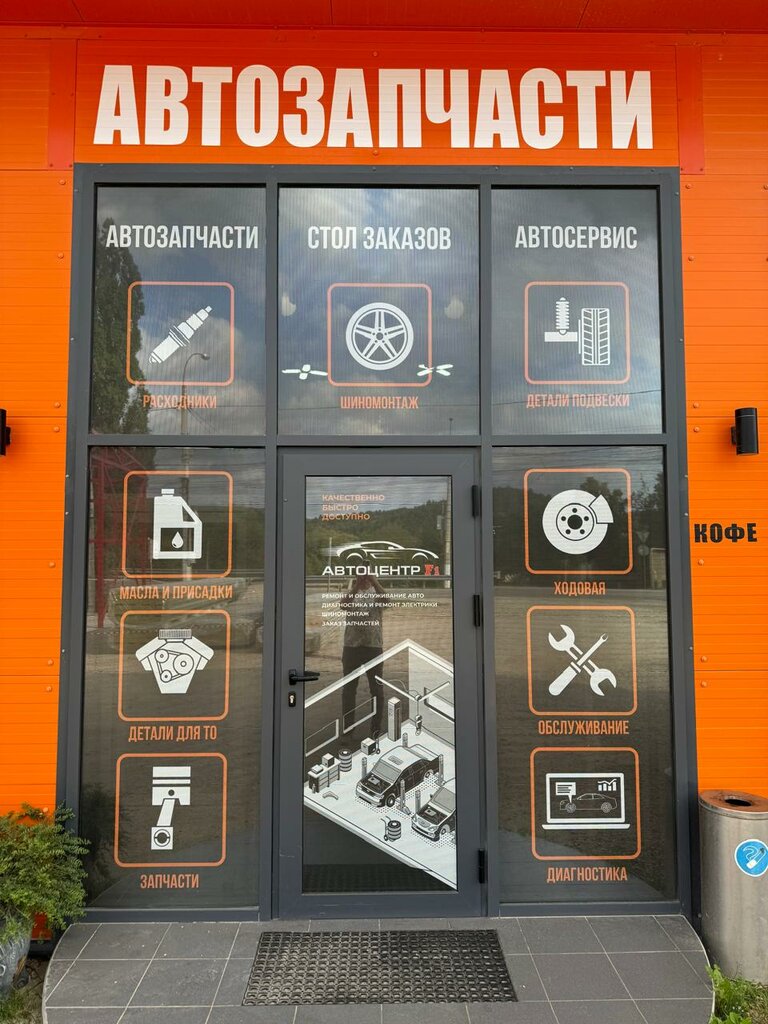 АВТОЗАПЧАСТИ
АВТОЗАПЧАСТИ
СТОЛ ЗАКАЗОВ
АВТОСЕРВИС
РАСХОДНИКИ
ШИНОМОНТАЖ
ДЕТАЛИ ПОДВЕСКИ
КАЧЕСТВЕННО
БЫСТРО
ДОСТУПНО
АВТОЦЕНТР F1
РЕМОНТ И ОБСЛУЖИВАНИЕ АВТО
ДИАГНОСТИКА И РЕМОНТ ЭЛЕКТРИКИ
ШИНОМОНТАЖ
ЗАКАЗ ЗАПЧАСТЕЙ
МАСЛА И ПРИСАДКИ
ДЕТАЛИ ДЛЯ ТО
ЗАПЧАСТИ
ХОДОВАЯ
ОБСЛУЖИВАНИЕ
ДИАГНОСТИКА
КОФЕ